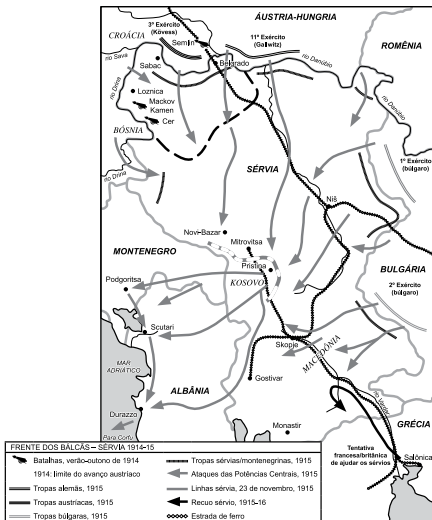 ÁUSTRIA-HUNGRIA
CROÁCIA
3º Exército
(Kövess)
11º Exército
(Gallwitz)
Semlin
ROMÊNIA
rio Sava
Sabac
Belgrado
rio Danúbio
rio Drina
Loznica
Mackov
Kamen
Cer
rio Danúbio
BÓSNIA
1º Exército
(búlgaro)
rio Drina
SÉRVIA
Niš
Novi-Bazar
Mitrovitsa
MONTENEGRO
Pristina
BULGÁRIA
KOSOVO
Podgoritsa
2º Exército
(búlgaro)
Scutari
Skopje
MACEDÔNIA
MAR
ADRIÁTICO
Gostivar
ALBÂNIA
rio Vardar
Durazzo
GRÉCIA
Monastir
Para Corfu
Tentativa
francesa/britânica
de ajudar os sérvios
Salônica
FRENTE DOS BÁLCÃS – SÉRVIA 1914-15
Batalhas, verão-outono de 1914
1914: limite do avanço austríaco
Tropas alemãs, 1915
Tropas austríacas, 1915
Tropas búlgaras, 1915
Tropas sérvias/montenegrinas, 1915
Ataques das Potências Centrais, 1915
Linhas sérvia, 23 de novembro, 1915
Recuo sérvio, 1915-16
Estrada de ferro